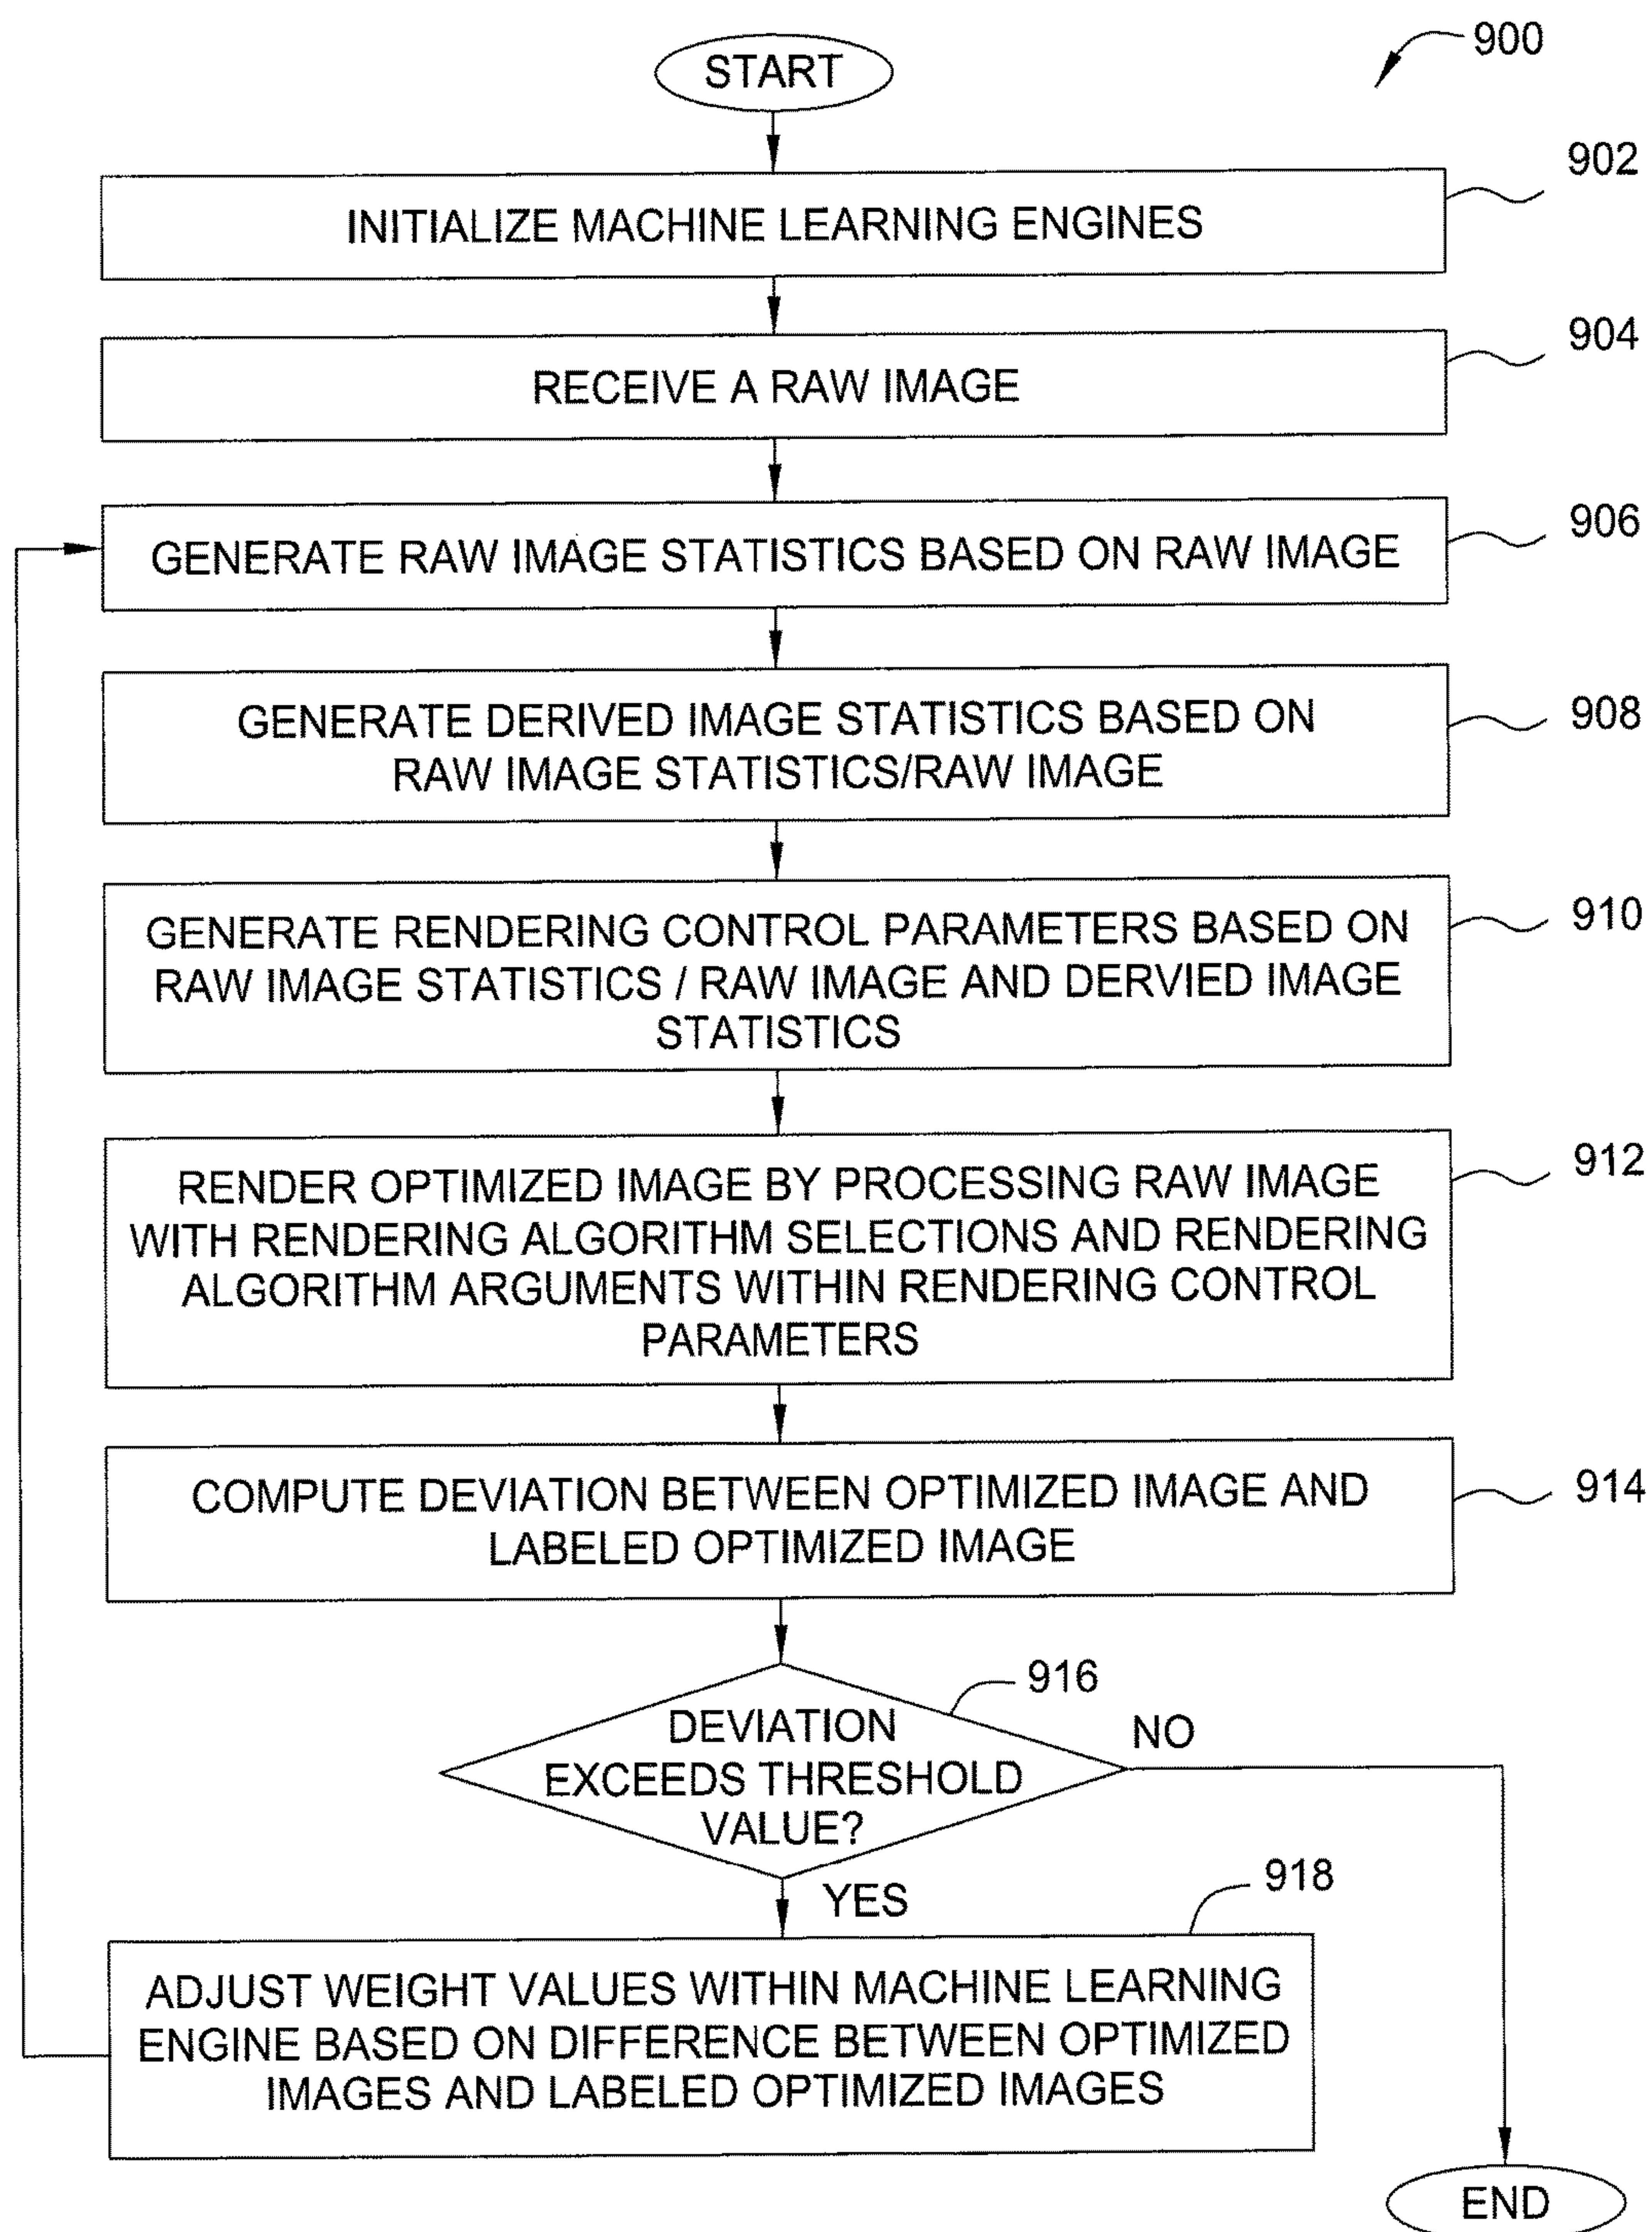 900
START
902
INITIALIZE MACHINE LEARNING ENGINES
904
RECEIVE A RAW IMAGE
906
GENERATE RAW IMAGE STATISTICS BASED ON RAW IMAGE
908
GENERATE DERIVED IMAGE STATISTICS BASED ON
RAW IMAGE STATISTICS/RAW IMAGE
910
GENERATE RENDERING CONTROL PARAMETERS BASED ON
RAW IMAGE STATISTICS / RAW IMAGE AND DERVIED IMAGE
STATISTICS
912
RENDER OPTIMIZED IMAGE BY PROCESSING RAW IMAGE
WITH RENDERING ALGORITHM SELECTIONS AND RENDERING
ALGORITHM ARGUMENTS WITHIN RENDERING CONTROL
PARAMETERS
914
COMPUTE DEVIATION BETWEEN OPTIMIZED IMAGE AND
LABELED OPTIMIZED IMAGE
916
DEVIATION
EXCEEDS THRESHOLD
VALUE?
NO
YES
918
ADJUST WEIGHT VALUES WITHIN MACHINE LEARNING
ENGINE BASED ON DIFFERENCE BETWEEN OPTIMIZED
IMAGES AND LABELED OPTIMIZED IMAGES
END